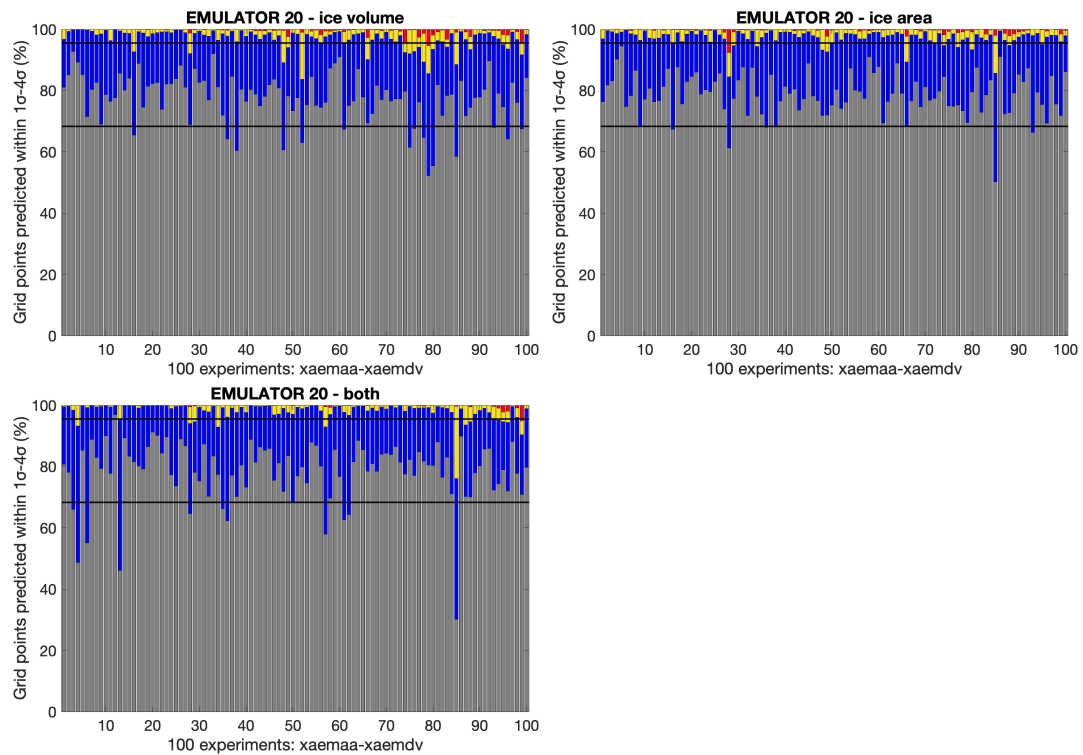 EMULATOR 20 - ice volume
Grid points predicted within 1σ-4σ (%)
100
80
60
40
20
0
10 20 30 40 50 60 70 80 90 100
100 experiments: xaemaa-xaemdv
EMULATOR 20 - ice area
Grid points predicted within 1σ-4σ (%)
100
80
60
40
20
0
10 20 30 40 50 60 70 80 90 100
100 experiments: xaemaa-xaemdv
EMULATOR 20 - both
Grid points predicted within 1σ-4σ (%)
100
80
60
40
20
0
10 20 30 40 50 60 70 80 90 100
100 experiments: xaemaa-xaemdv